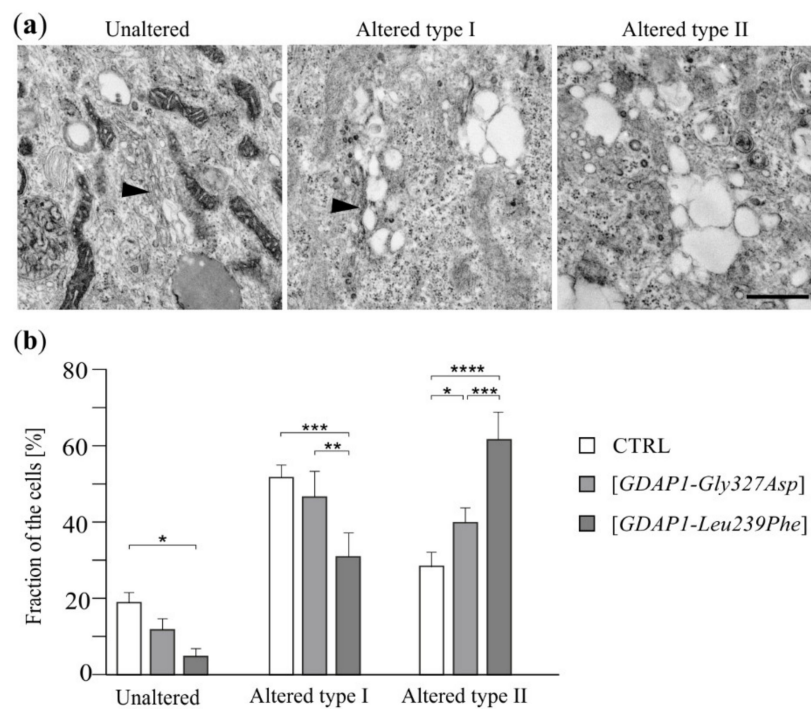 (a)
Unaltered
Altered type I
Altered type II
(b)
80
60
40
20
0
Fraction of the cells [%]
*
***
**
****
*
***
Unaltered
Altered type I
Altered type II
CTRL
[GDAP1-Gly327Asp]
[GDAP1-Leu239Phe]